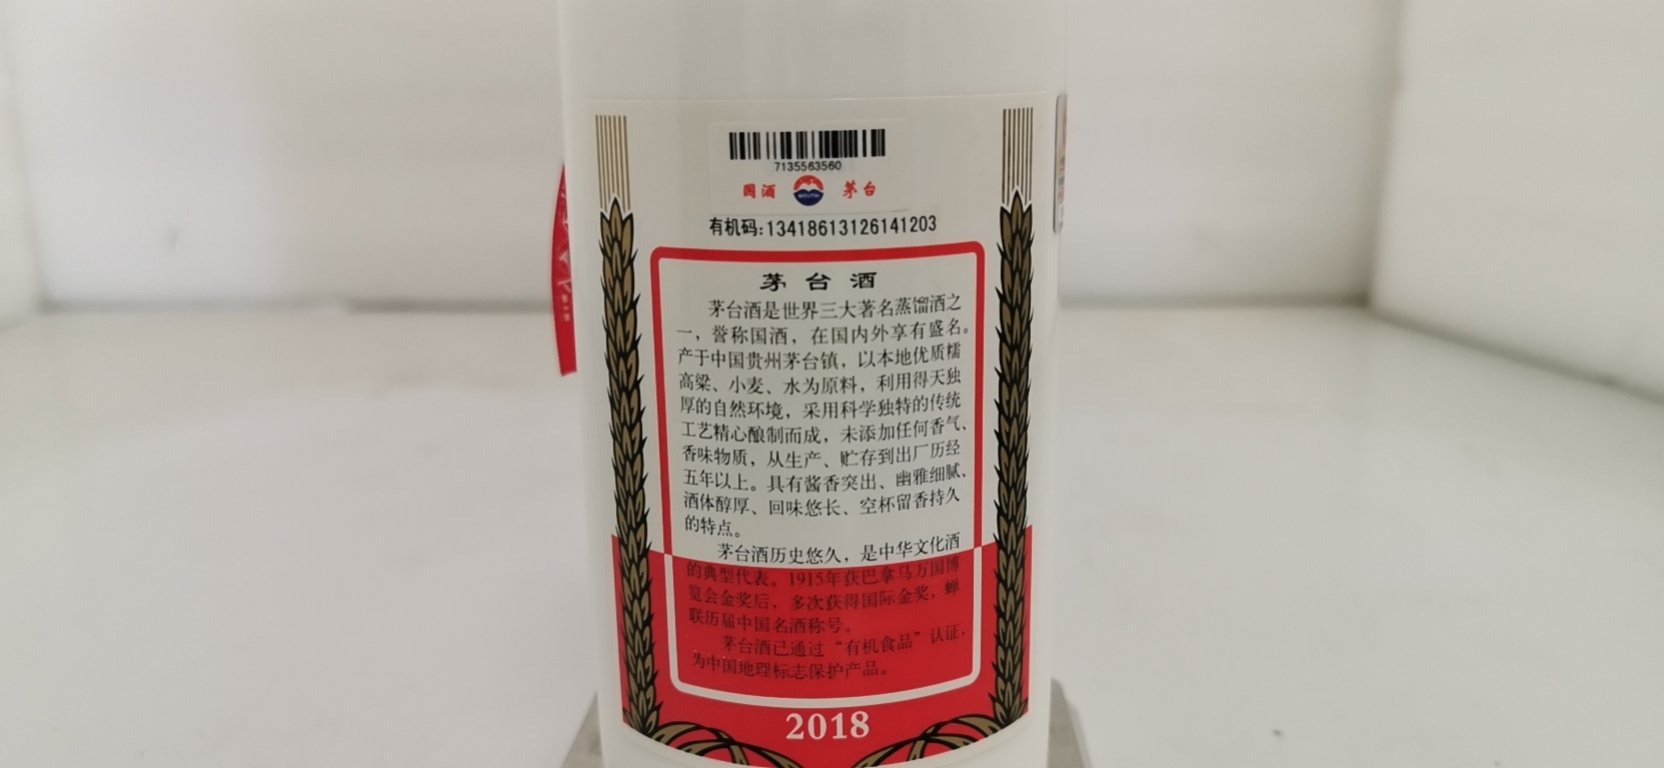 7135563560
国酒 茅台
有机码:13418613126141203
茅台酒
茅台酒是世界三大著名蒸馏酒之
一，誉称国酒，在国内外享有盛名。
产于中国贵州茅台镇，以本地优质糯
高粱、小麦、水为原料，利用得天独
厚的自然环境，采用科学独特的传统
工艺精心酿制而成，未添加任何香气、
香味物质，从生产、贮存到出厂历经
五年以上。具有酱香突出、幽雅细腻、
酒体醇厚、回味悠长、空杯留香持久
的特点。
茅台酒历史悠久，是中华文化酒
的典型代表。1915年获巴拿马万国博
览会金奖后，多次获得国际金奖，蝉
联历届中国名酒称号。
茅台酒已通过“有机食品”认证，
为中国地理标志保护产品。
2018